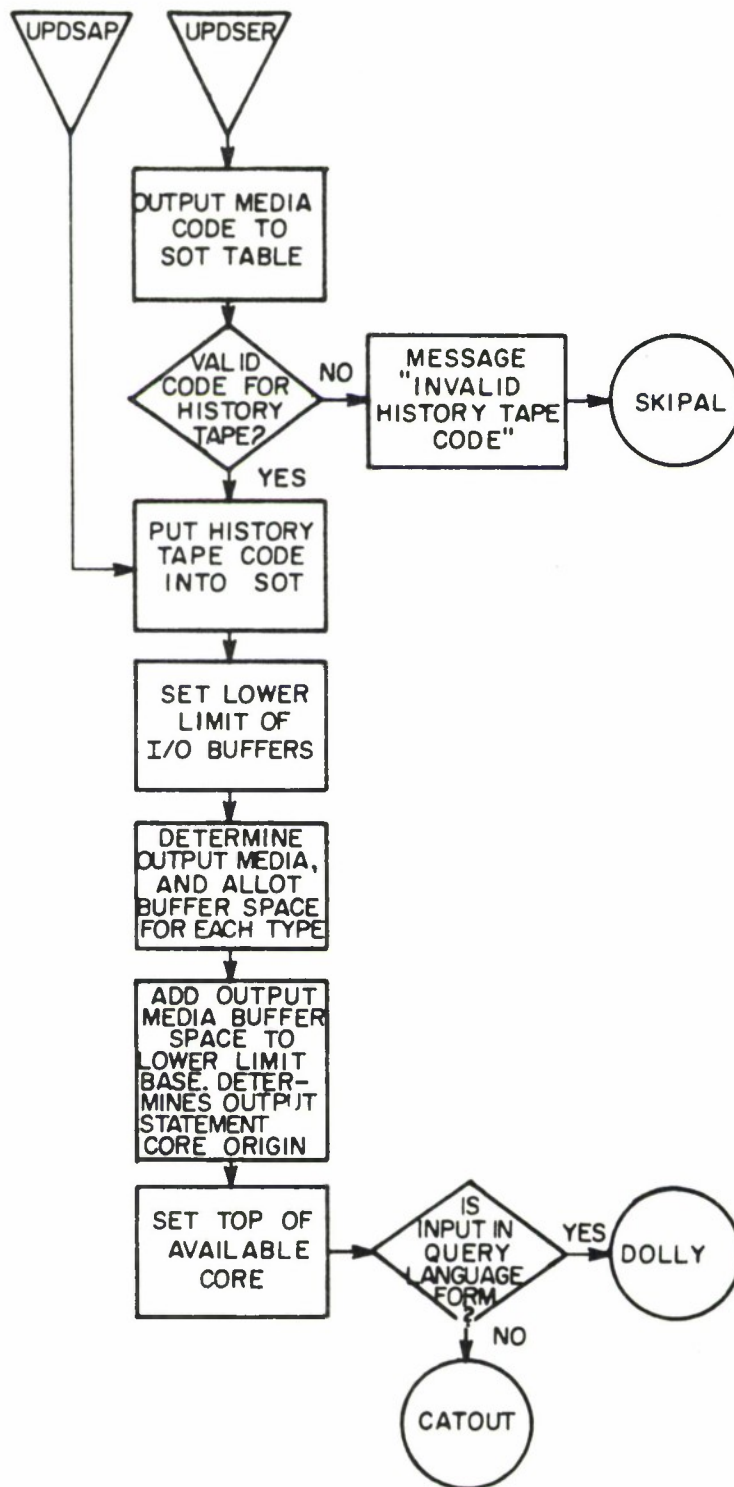 UPDSAP
UPDSER
OUTPUT MEDIA
CODE TO
SOT TABLE
VALID
CODE FOR
HISTORY
TAPE?
NO
MESSAGE
"INVALID
HISTORY TAPE
CODE"
SKIPAL
YES
PUT HISTORY
TAPE CODE
INTO SOT
SET LOWER
LIMIT OF
I/O BUFFERS
DETERMINE
OUTPUT MEDIA,
AND ALLOT
BUFFER SPACE
FOR EACH TYPE
ADD OUTPUT
MEDIA BUFFER
SPACE TO
LOWER LIMIT
BASE. DETER-
MINES OUTPUT
STATEMENT
CORE ORIGIN
SET TOP OF
AVAILABLE
CORE
IS
INPUT IN
QUERY
LANGUAGE
FORM
?
YES
DOLLY
NO
CATOUT